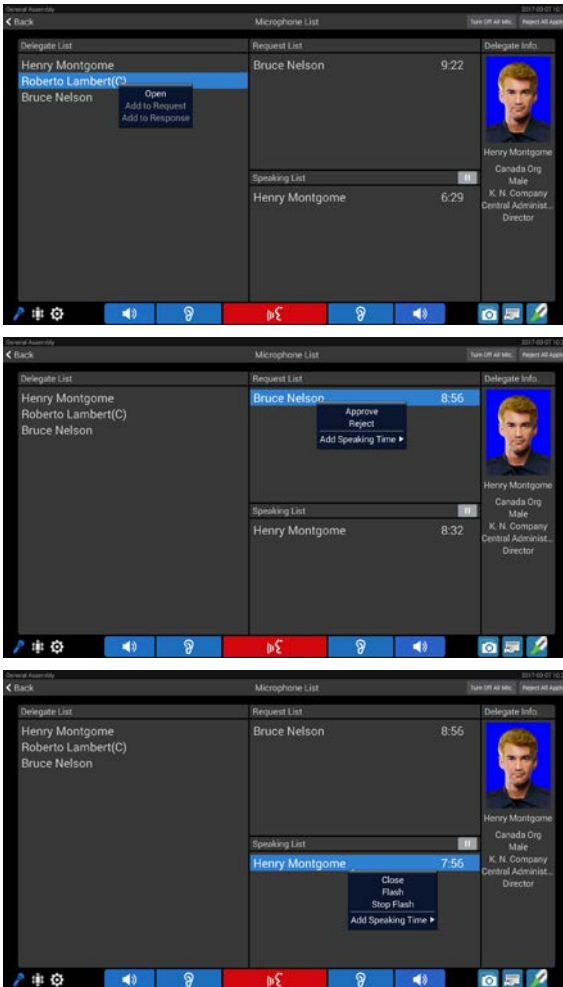 General Assembly
Back Microphone List Turn Off All Mic. Reject All
Delegate List Request List Delegate Info.
Henry Montgome Bruce Nelson 9:22
Roberto Lambert(C)
Bruce Nelson
Open
Add to Request
Add to Response
Henry Montgome
Canada Org
Male
K. N. Company
Central Administ...
Director
Speaking List
Henry Montgome 6:29
General Assembly
Back Microphone List Turn Off All Mic. Reject All
Delegate List Request List Delegate Info.
Henry Montgome Bruce Nelson 8:56
Roberto Lambert(C)
Bruce Nelson
Approve
Reject
Add Speaking Time
Henry Montgome
Canada Org
Male
K. N. Company
Central Administ...
Director
Speaking List
Henry Montgome 8:32
General Assembly
Back Microphone List Turn Off All Mic. Reject All
Delegate List Request List Delegate Info.
Henry Montgome Bruce Nelson 8:56
Roberto Lambert(C)
Bruce Nelson
Henry Montgome
Canada Org
Male
K. N. Company
Central Administ...
Director
Speaking List
Henry Montgome 7:56
Close
Flash
Stop Flash
Add Speaking Time